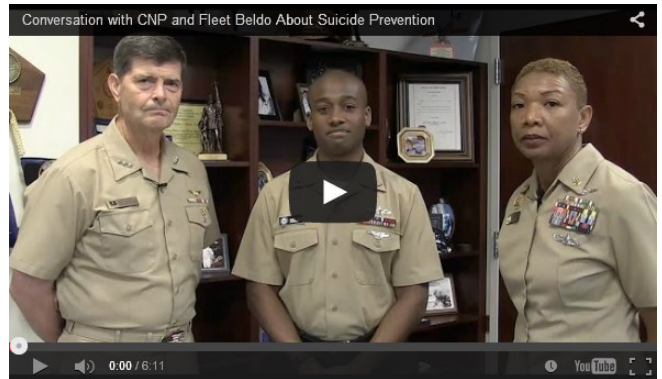 Conversation with CNP and Fleet Beldo About Suicide Prevention
0:00 / 6:11
YouTube